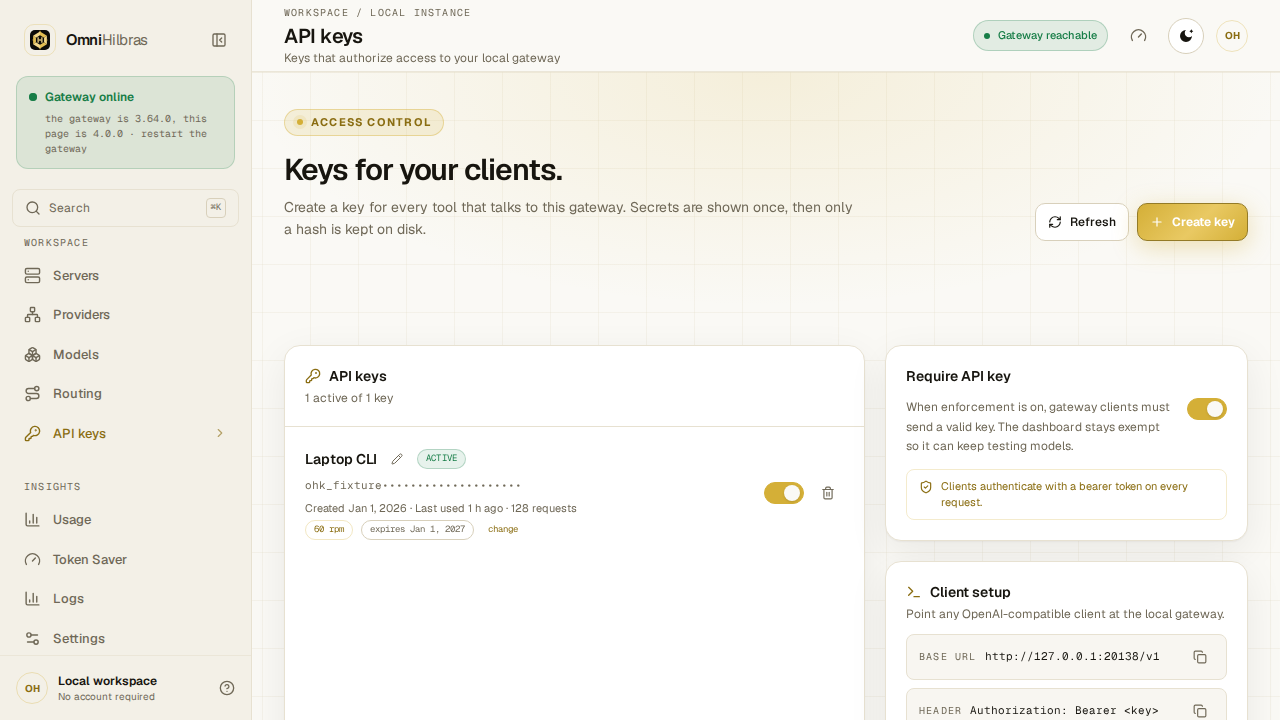 OmniHilbras
Gateway online
the gateway is 3.64.0, this
page is 4.0.0 · restart the
gateway
Search
⌘K
WORKSPACE
Servers
Providers
Models
Routing
API keys
INSIGHTS
Usage
Token Saver
Logs
Settings
OH
Local workspace
No account required
WORKSPACE / LOCAL INSTANCE
API keys
Keys that authorize access to your local gateway
Gateway reachable
OH
ACCESS CONTROL
Keys for your clients.
Create a key for every tool that talks to this gateway. Secrets are shown once, then only
a hash is kept on disk.
Refresh
Create key
API keys
1 active of 1 key
Laptop CLI
ACTIVE
ohk_fixture••••••••••••••••••••
Created Jan 1, 2026 · Last used 1 h ago · 128 requests
60 rpm
expires Jan 1, 2027
change
Require API key
When enforcement is on, gateway clients must
send a valid key. The dashboard stays exempt
so it can keep testing models.
Clients authenticate with a bearer token on every
request.
Client setup
Point any OpenAI-compatible client at the local gateway.
BASE URL http://127.0.0.1:20138/v1
HEADER Authorization: Bearer <key>